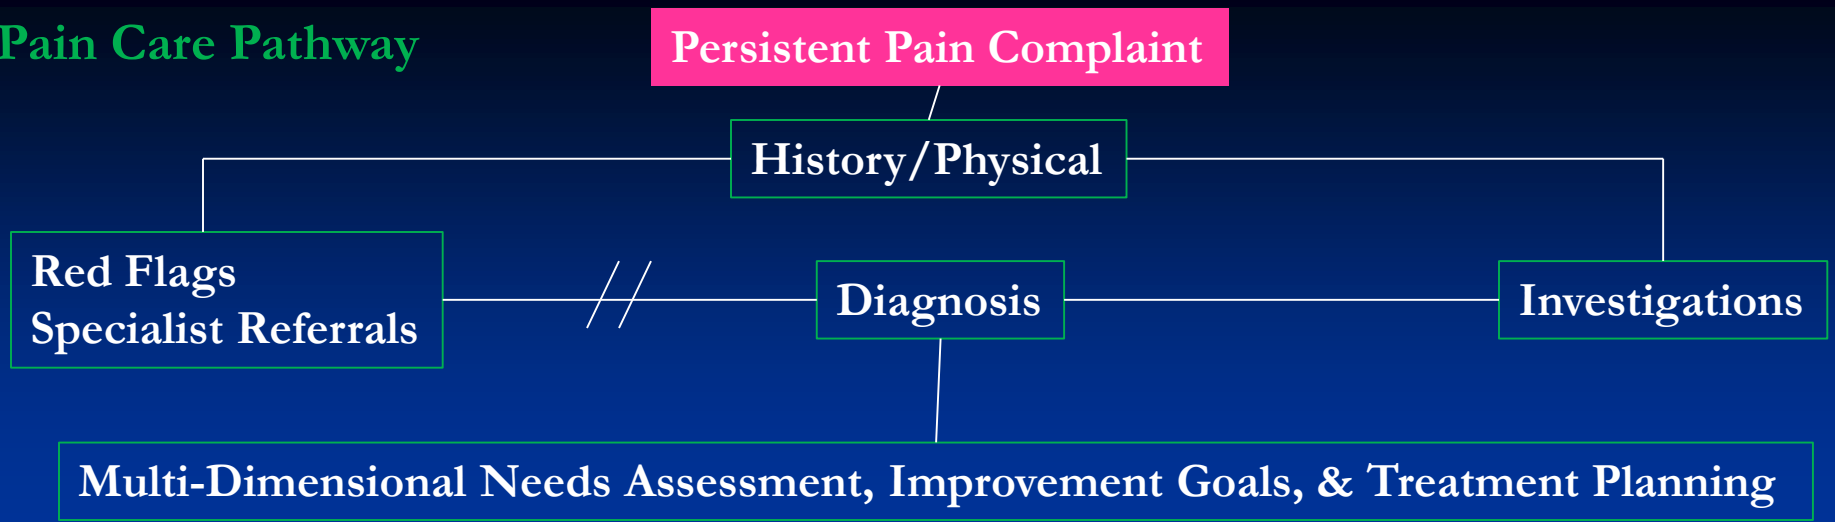 Pain Care Pathway
Persistent Pain Complaint
History/Physical
Red Flags
Specialist Referrals
Diagnosis
Investigations
Multi-Dimensional Needs Assessment, Improvement Goals, & Treatment Planning